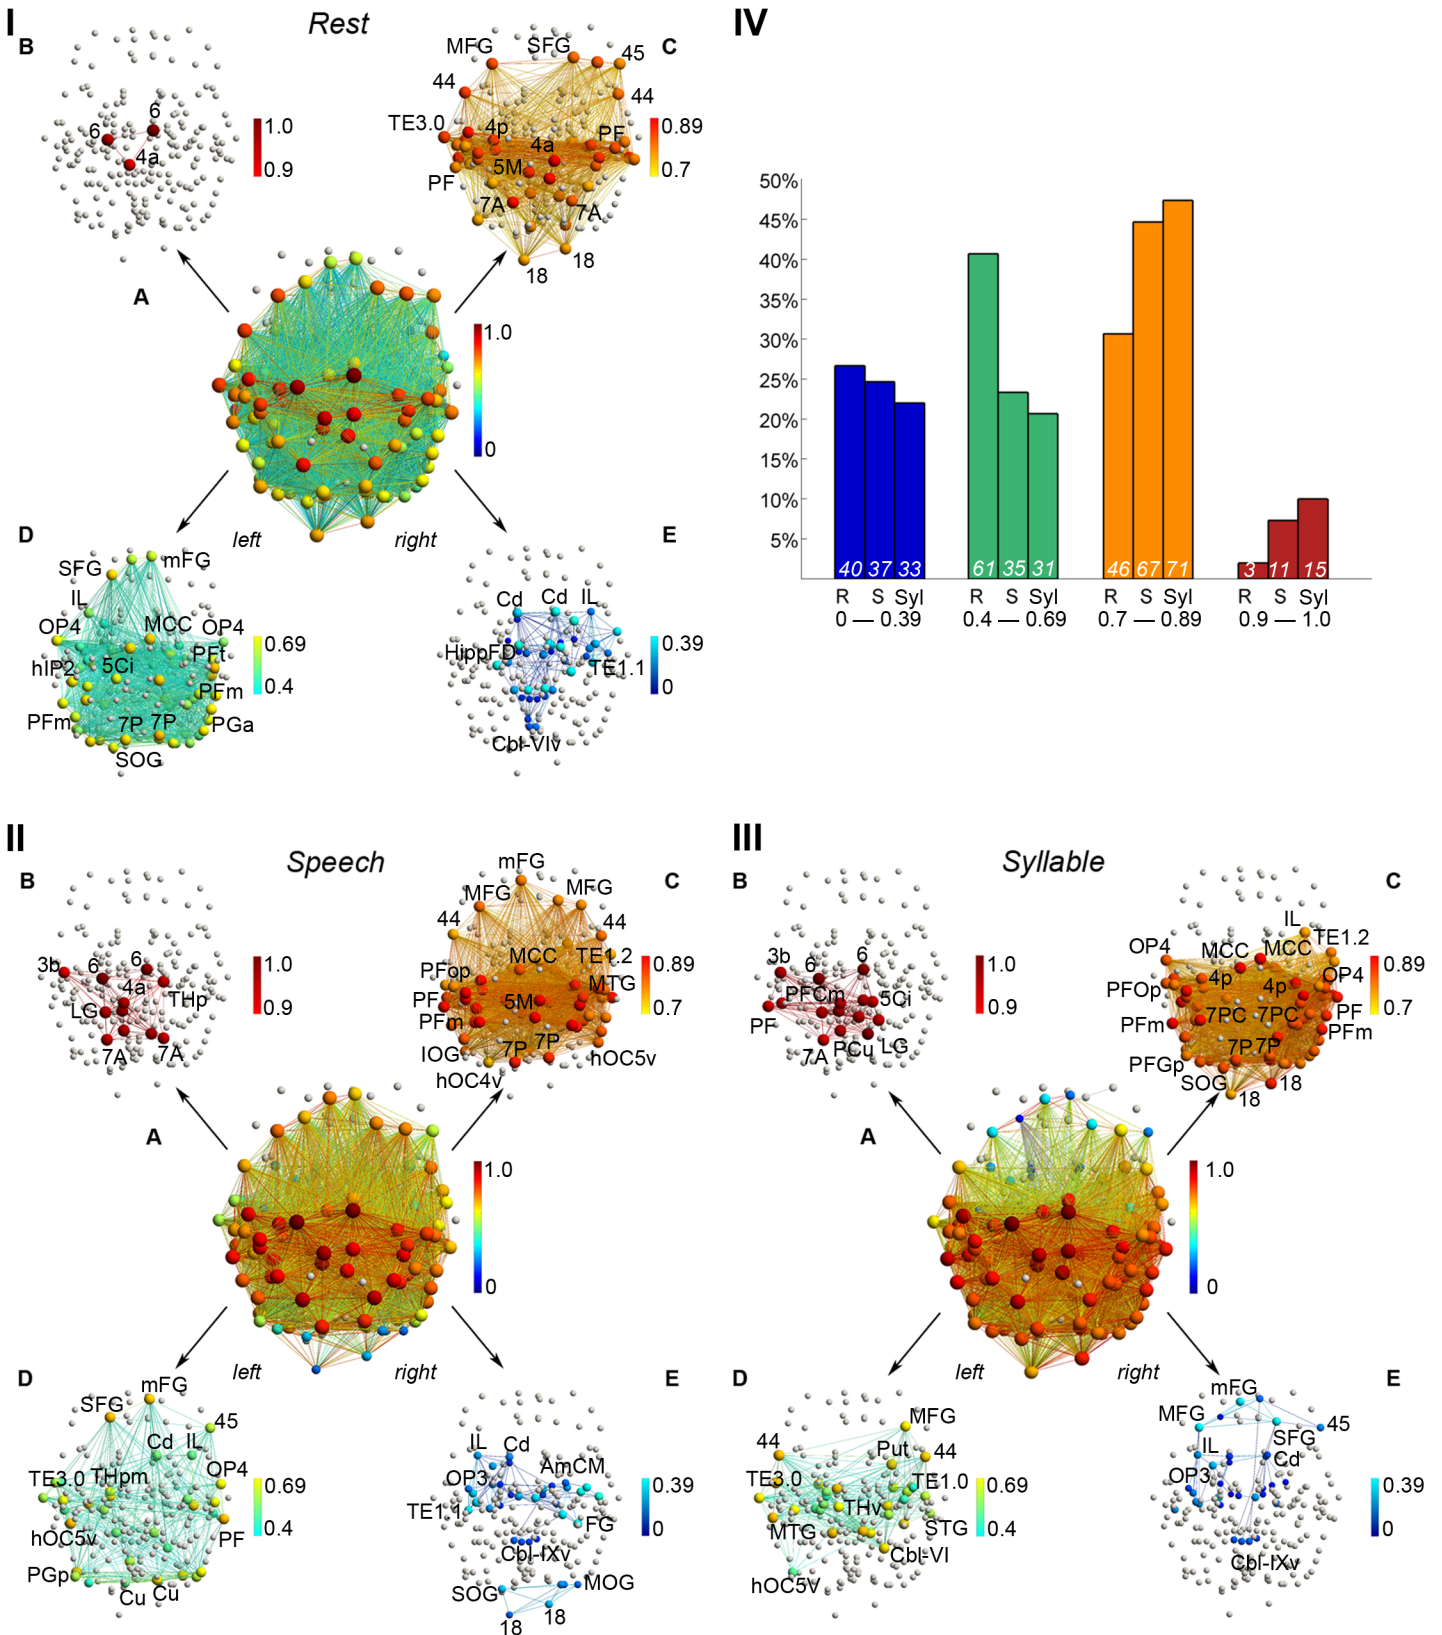 I
Rest
B
6
6
4a
1.0
0.9
C
MFG
SFG
45
44
44
TE3.0
4p
4a
PF
5M
PF
7A
7A
18
18
0.89
0.7
A
1.0
0
left
right
D
SFG
mFG
IL
OP4
MCC
OP4
PFt
hIP2
5Ci
PFm
PFm
7P
7P
PGa
SOG
0.69
0.4
E
Cd
Cd
IL
HippFD
TE1.1
Cbl-VIv
0.39
0
IV
50%
45%
40%
35%
30%
25%
20%
15%
10%
5%
40 37 33
61 35 31
46 67 71
3 11 15
R S Syl
R S Syl
R S Syl
R S Syl
0 — 0.39
0.4 — 0.69
0.7 — 0.89
0.9 — 1.0
II
Speech
B
3b
6
6
4a
THp
LG
7A
7A
1.0
0.9
C
mFG
MFG
MFG
44
44
MCC
TE1.2
PFop
MTG
PF
5M
PFm
IOG
7P
7P
hOC5v
hOC4v
0.89
0.7
A
1.0
0
left
right
D
mFG
SFG
45
Cd
IL
TE3.0
THpm
OP4
hOC5v
PF
PGp
Cu
Cu
0.69
0.4
E
IL
Cd
OP3
AmCM
TE1.1
FG
Cbl-IXv
SOG
MOG
18
18
0.39
0
III
Syllable
B
3b
6
6
PFCm
5Ci
PF
7A
PCu
LG
1.0
0.9
C
IL
OP4
MCC
MCC
TE1.2
4p
4p
OP4
PFOp
7PC
7PC
PF
PFm
PFm
7P
7P
PFGp
SOG
18
18
0.89
0.7
A
1.0
0
left
right
D
MFG
44
Put
44
TE3.0
TE1.0
THv
MTG
STG
Cbl-VI
hOC5V
0.69
0.4
E
mFG
MFG
SFG
45
IL
Cd
OP3
Cbl-IXv
0.39
0